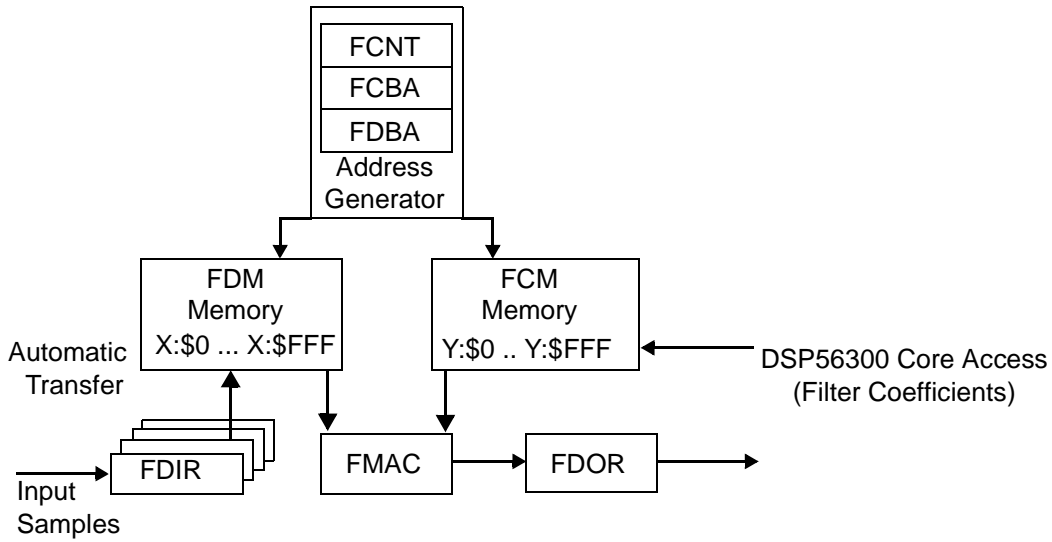 FCNT
FCBA
FDBA
Address
Generator
FDM
Memory
X:$0 ... X:$FFF
FCM
Memory
Y:$0 .. Y:$FFF
Automatic
Transfer
DSP56300 Core Access
(Filter Coefficients)
FDIR
FMAC
FDOR
Input
Samples